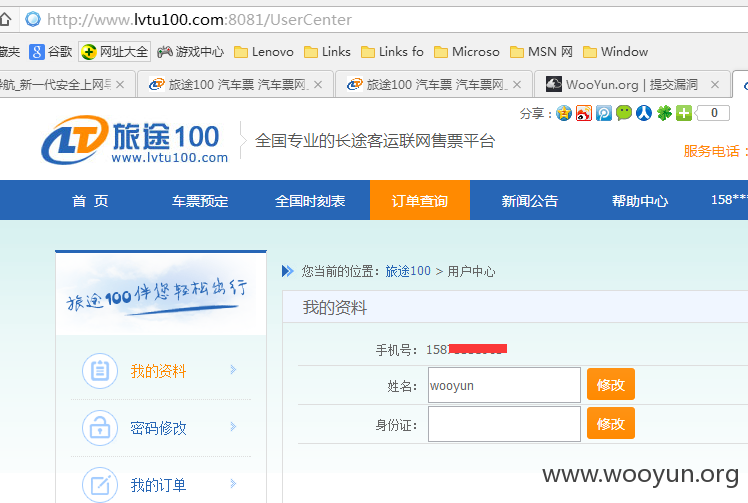 http://www.lvtu100.com:8081/UserCenter
藏夹 谷歌 网址大全 游戏中心 Lenovo Links Links fo Microso MSN 网 Window
导航_新一代安全上网导 旅途100 汽车票 汽车票网 旅途100 汽车票 汽车票网 WooYun.org | 提交漏洞
分享： 0
LT 旅途100
www.lvtu100.com
全国专业的长途客运联网售票平台
服务电话：
首 页 车票预定 全国时刻表 订单查询 新闻公告 帮助中心 158**
旅途100伴您轻松出行
您当前的位置：旅途100 > 用户中心
我的资料
手机号：158
姓名： wooyun 修改
身份证： 修改
我的资料
密码修改
我的订单
www.wooyun.org